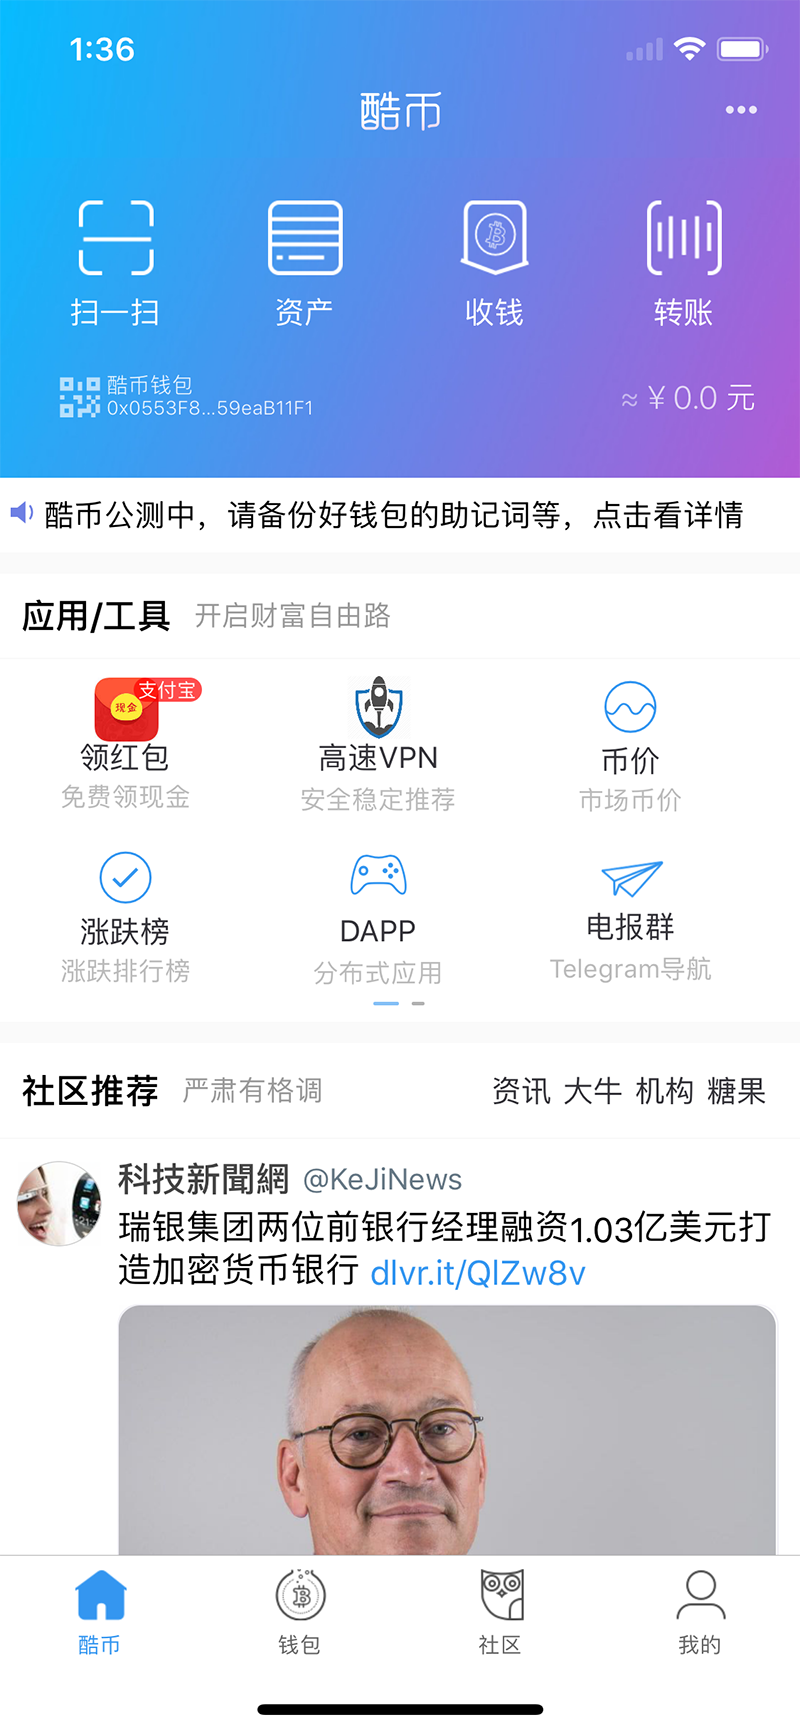 1:36
酷币
扫一扫 资产 收钱 转账
酷币钱包
0x0553F8...59eaB11F1
≈ ¥ 0.0 元
酷币公测中，请备份好钱包的助记词等，点击看详情
应用/工具 开启财富自由路
支付宝
现金
领红包 高速VPN 币价
免费领现金 安全稳定推荐 市场币价
涨跌榜 DAPP 电报群
涨跌排行榜 分布式应用 Telegram导航
社区推荐 严肃有格调 资讯 大牛 机构 糖果
科技新聞網 @KeJiNews
瑞银集团两位前银行经理融资1.03亿美元打
造加密货币银行 dlvr.it/QlZw8v
酷币 钱包 社区 我的